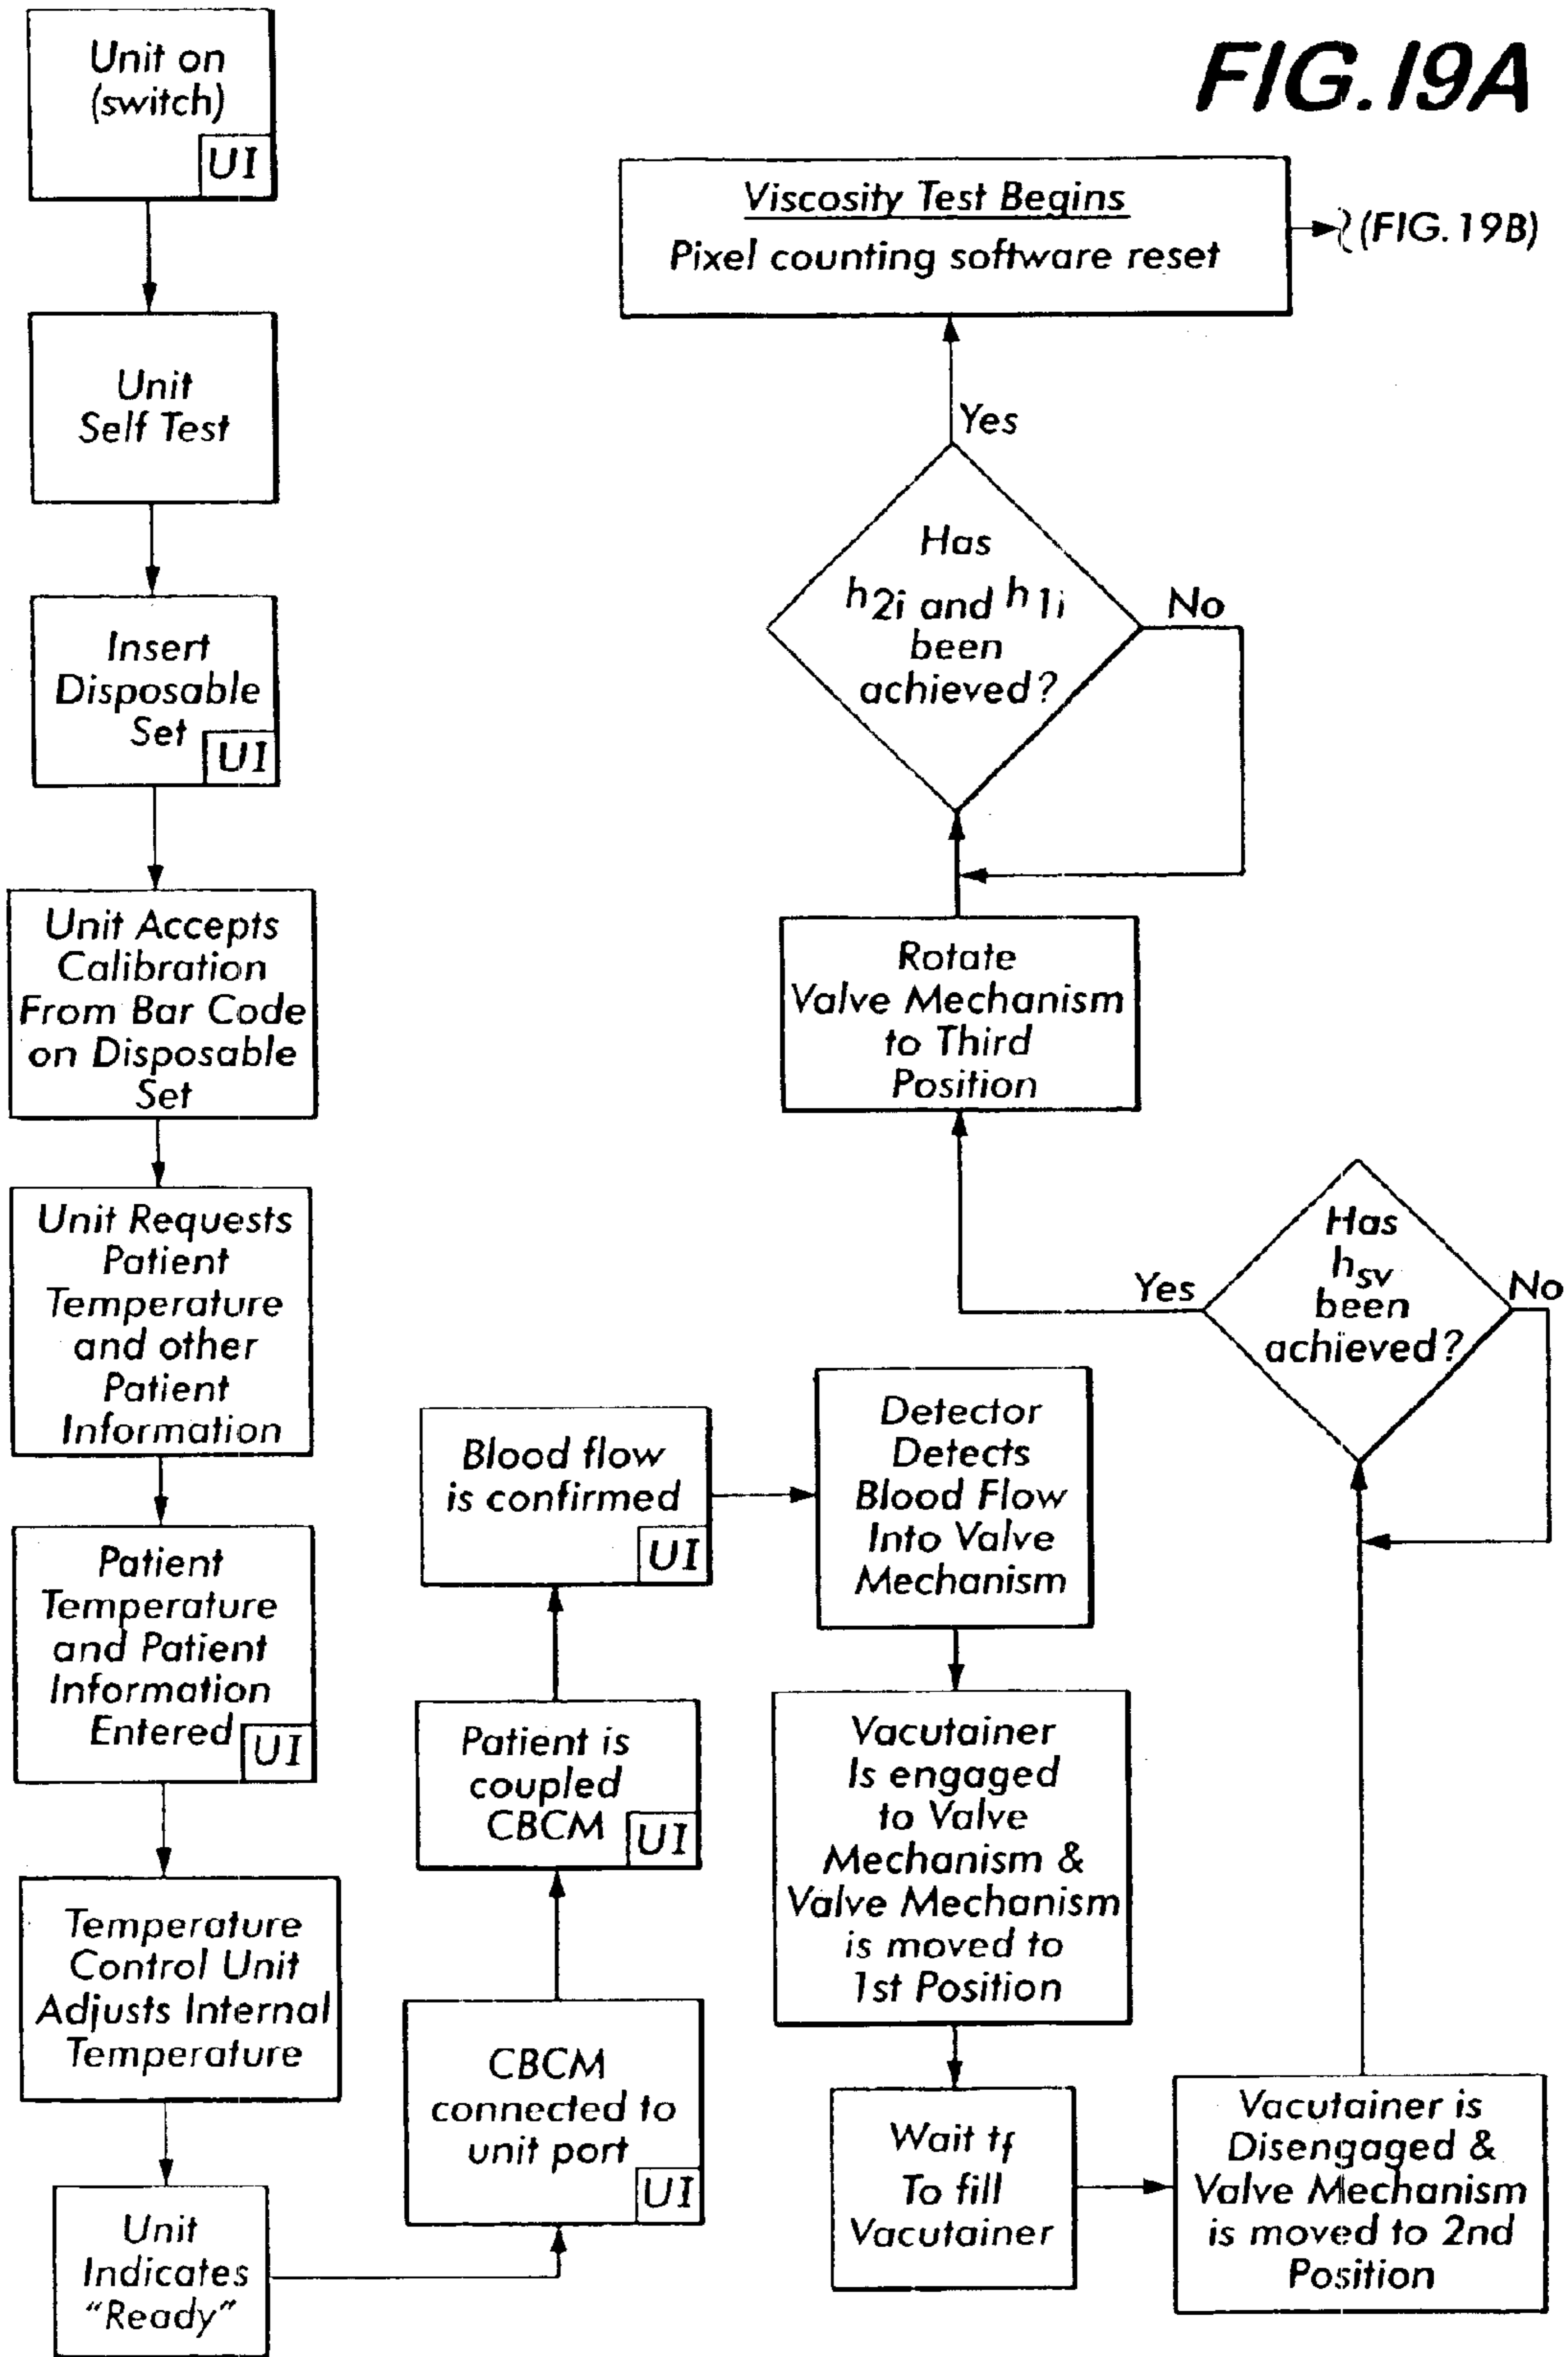 FIG. 19A
Unit on
(switch)
UI
Unit
Self Test
Insert
Disposable
Set
UI
Unit Accepts
Calibration
From Bar Code
on Disposable
Set
Unit Requests
Patient
Temperature
and other
Patient
Information
Patient
Temperature
and Patient
Information
Entered
UI
Temperature
Control Unit
Adjusts Internal
Temperature
Unit
Indicates
"Ready"
CBCM
connected to
unit port
UI
Patient is
coupled
CBCM
UI
Blood flow
is confirmed
UI
Detector
Detects
Blood Flow
Into Valve
Mechanism
Vacutainer
Is engaged
to Valve
Mechanism &
Valve Mechanism
is moved to
1st Position
Wait tf
To fill
Vacutainer
Vacutainer is
Disengaged &
Valve Mechanism
is moved to 2nd
Position
Has
hsv
been
achieved?
No
Yes
Rotate
Valve Mechanism
to Third
Position
Has
h2i and h1i
been
achieved?
No
Yes
Viscosity Test Begins
Pixel counting software reset
(FIG. 19B)